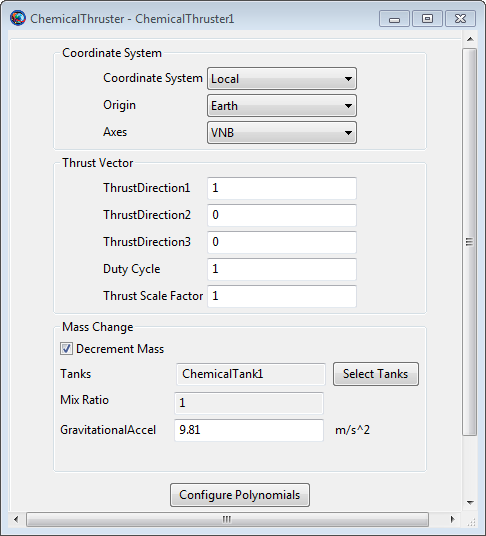 ChemicalThruster - ChemicalThruster1
Coordinate System
Coordinate System Local
Origin Earth
Axes VNB
Thrust Vector
ThrustDirection1 1
ThrustDirection2 0
ThrustDirection3 0
Duty Cycle 1
Thrust Scale Factor 1
Mass Change
Decrement Mass
Tanks ChemicalTank1 Select Tanks
Mix Ratio 1
GravitationalAccel 9.81 m/s^2
Configure Polynomials